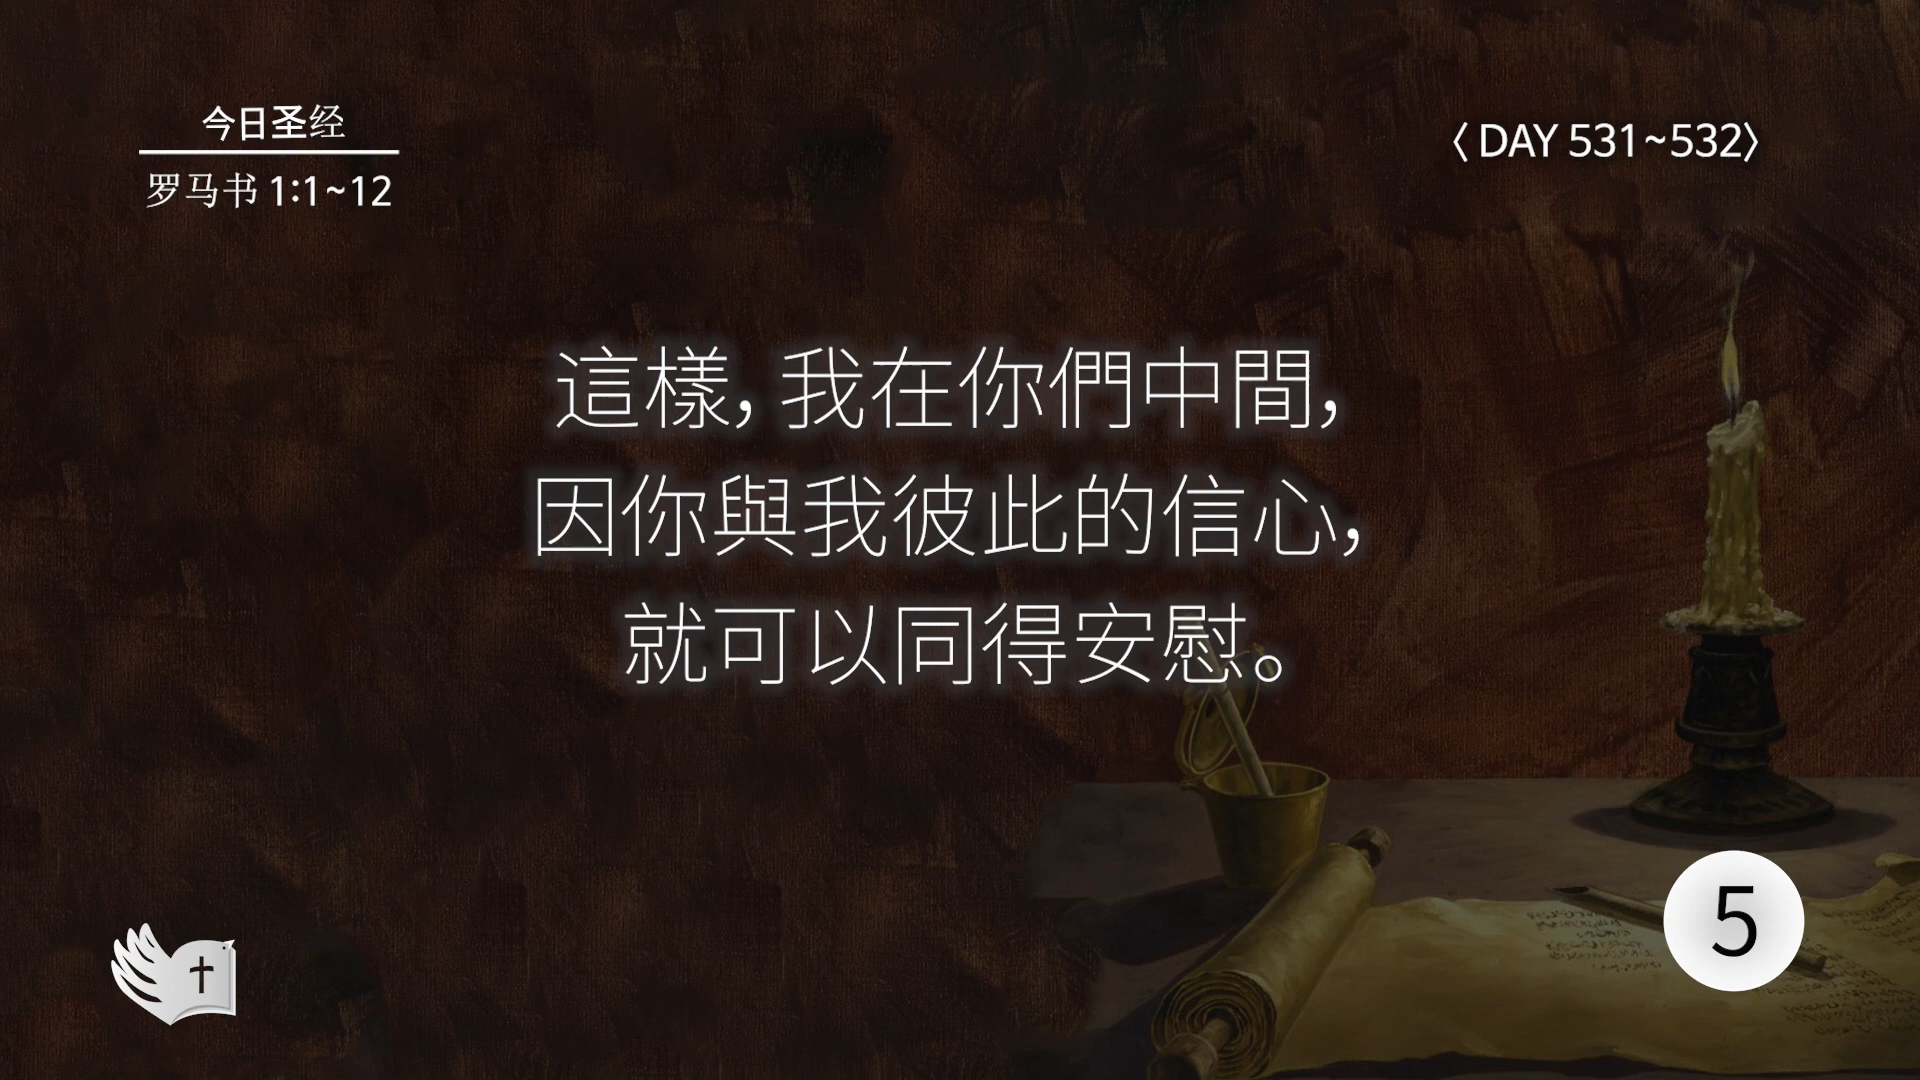 今日圣经
罗马书 1:1~12
〈 DAY 531~532〉
這樣, 我在你們中間,
因你與我彼此的信心,
就可以同得安慰。
5